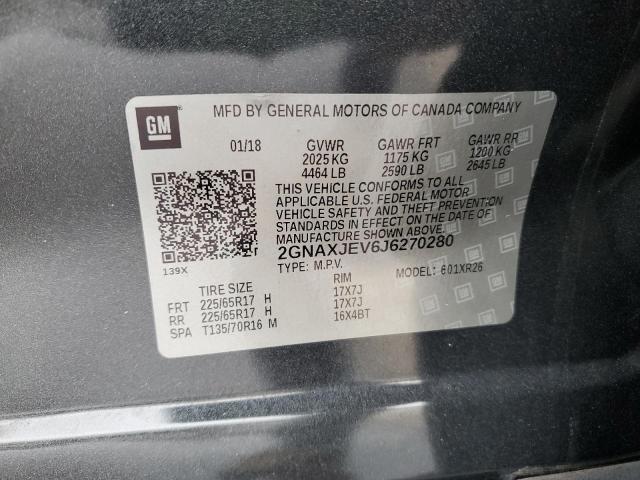 GM
MFD BY GENERAL MOTORS OF CANADA COMPANY
01/18 GVWR GAWR FRT GAWR RR
2025 KG 1175 KG 1200 KG
4464 LB 2590 LB 2645 LB
THIS VEHICLE CONFORMS TO ALL
APPLICABLE U.S. FEDERAL MOTOR
VEHICLE SAFETY AND THEFT PREVENTION
STANDARDS IN EFFECT ON THE DATE OF
MANUFACTURE SHOWN ABOVE.
2GNAXJEV6J6270280
139X TYPE: M.P.V. MODEL: 601XR26
TIRE SIZE RIM
FRT 225/65R17 H 17X7J
RR 225/65R17 H 17X7J
SPA T135/70R16 M 16X4BT